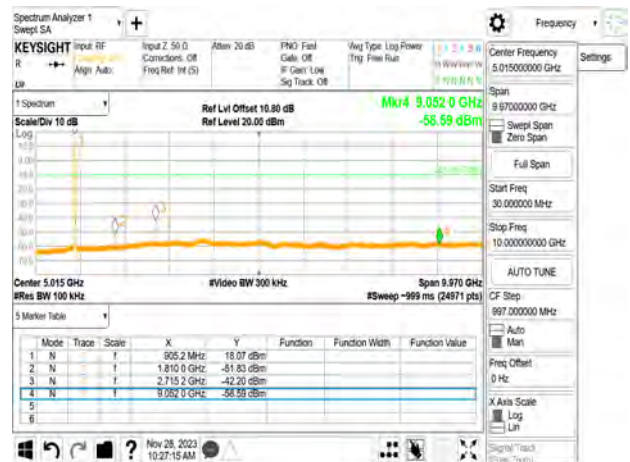 Spectrum Analyzer 1
Swept SA
Frequency
KEYSIGHT
Input: RF
Input Z: 50 Ω
Atten: 20 dB
PNO: Fast
Avg Type: Log-Power
R
Corrections: Off
Gate: Off
Trig: Free Run
Align: Auto
Freq Ref: Int (S)
IF Gain: Low
Sig Track: Off
Settings
Center Frequency
5.015000000 GHz
Span
9.97000000 GHz
Swept Span
Zero Span
Full Span
Start Freq
30.000000 MHz
Stop Freq
10.000000000 GHz
AUTO TUNE
CF Step
997.000000 MHz
Auto
Man
Freq Offset
0 Hz
X Axis Scale
Log
Lin
Signal Track
1 Spectrum
Scale/Div 10 dB
Log
Ref Lvl Offset 10.80 dB
Ref Level 20.00 dBm
Mkr4 9.052 0 GHz
-58.59 dBm
Center 5.015 GHz
#Video BW 300 kHz
Span 9.970 GHz
#Res BW 100 kHz
#Sweep ~999 ms (24971 pts)
5 Marker Table
Mode Trace Scale X Y Function Function Width Function Value
1 N f 905.2 MHz 18.07 dBm
2 N f 1.810 0 GHz -61.83 dBm
3 N f 2.715 2 GHz -42.20 dBm
4 N f 9.052 0 GHz -58.59 dBm
5
6
?
Nov 28, 2023
10:27:15 AM